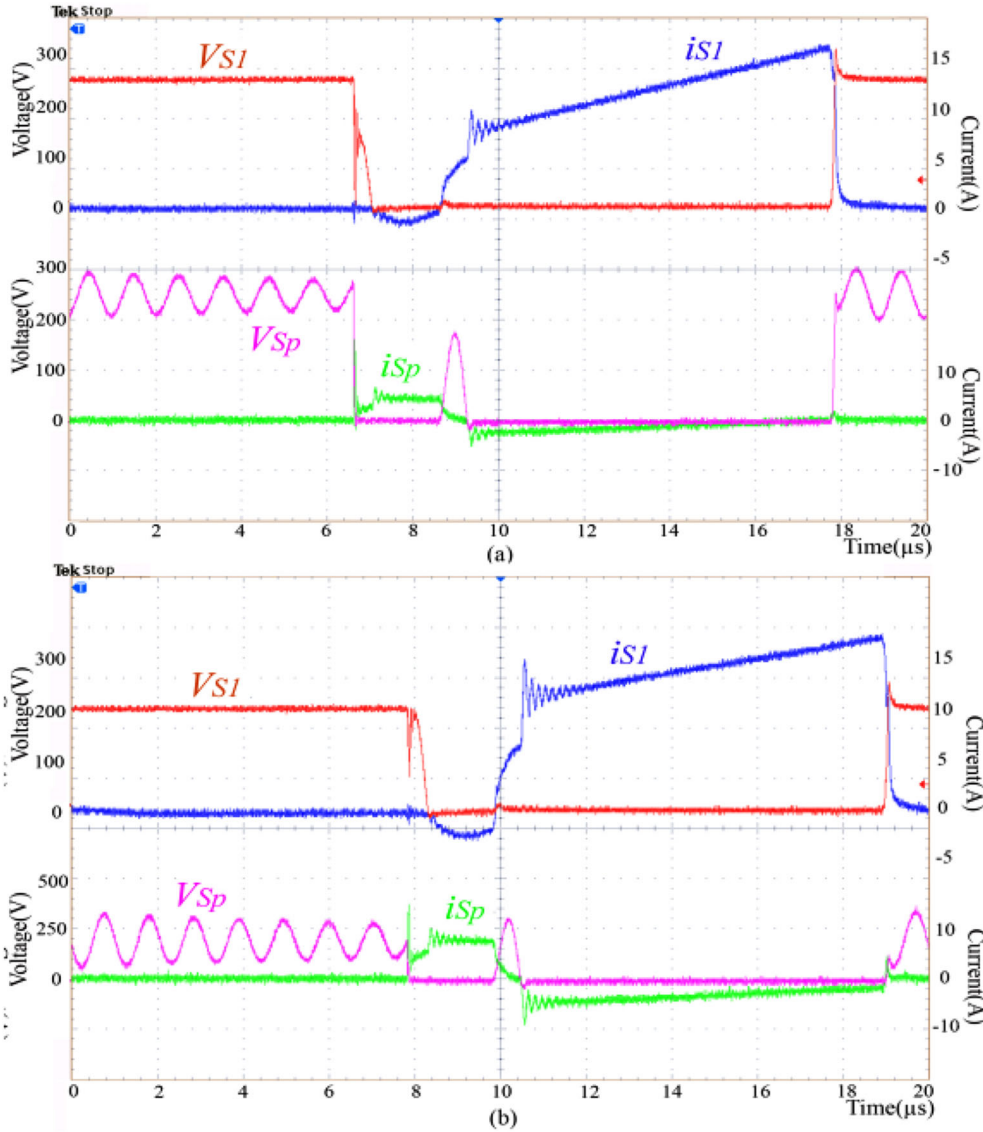 Tek Stop
T
VS1
iS1
Voltage(V)
300
200
100
0
15
10
5
0
-5
Current(A)
VSp
iSp
Voltage(V)
300
200
100
0
10
0
-10
Current(A)
0 2 4 6 8 10 12 14 16 18 20
(a)
Time(µs)
Tek Stop
T
VS1
iS1
Voltage(V)
300
200
100
0
15
10
5
0
-5
Current(A)
VSp
iSp
Voltage(V)
500
250
0
10
0
-10
Current(A)
0 2 4 6 8 10 12 14 16 18 20
(b)
Time(µs)